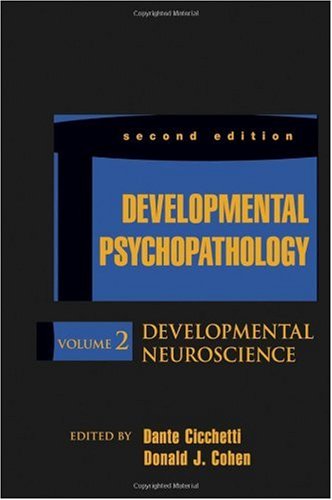 second edition
DEVELOPMENTAL
PSYCHOPATHOLOGY
VOLUME 2 DEVELOPMENTAL
NEUROSCIENCE
EDITED BY Dante Cicchetti
Donald J. Cohen